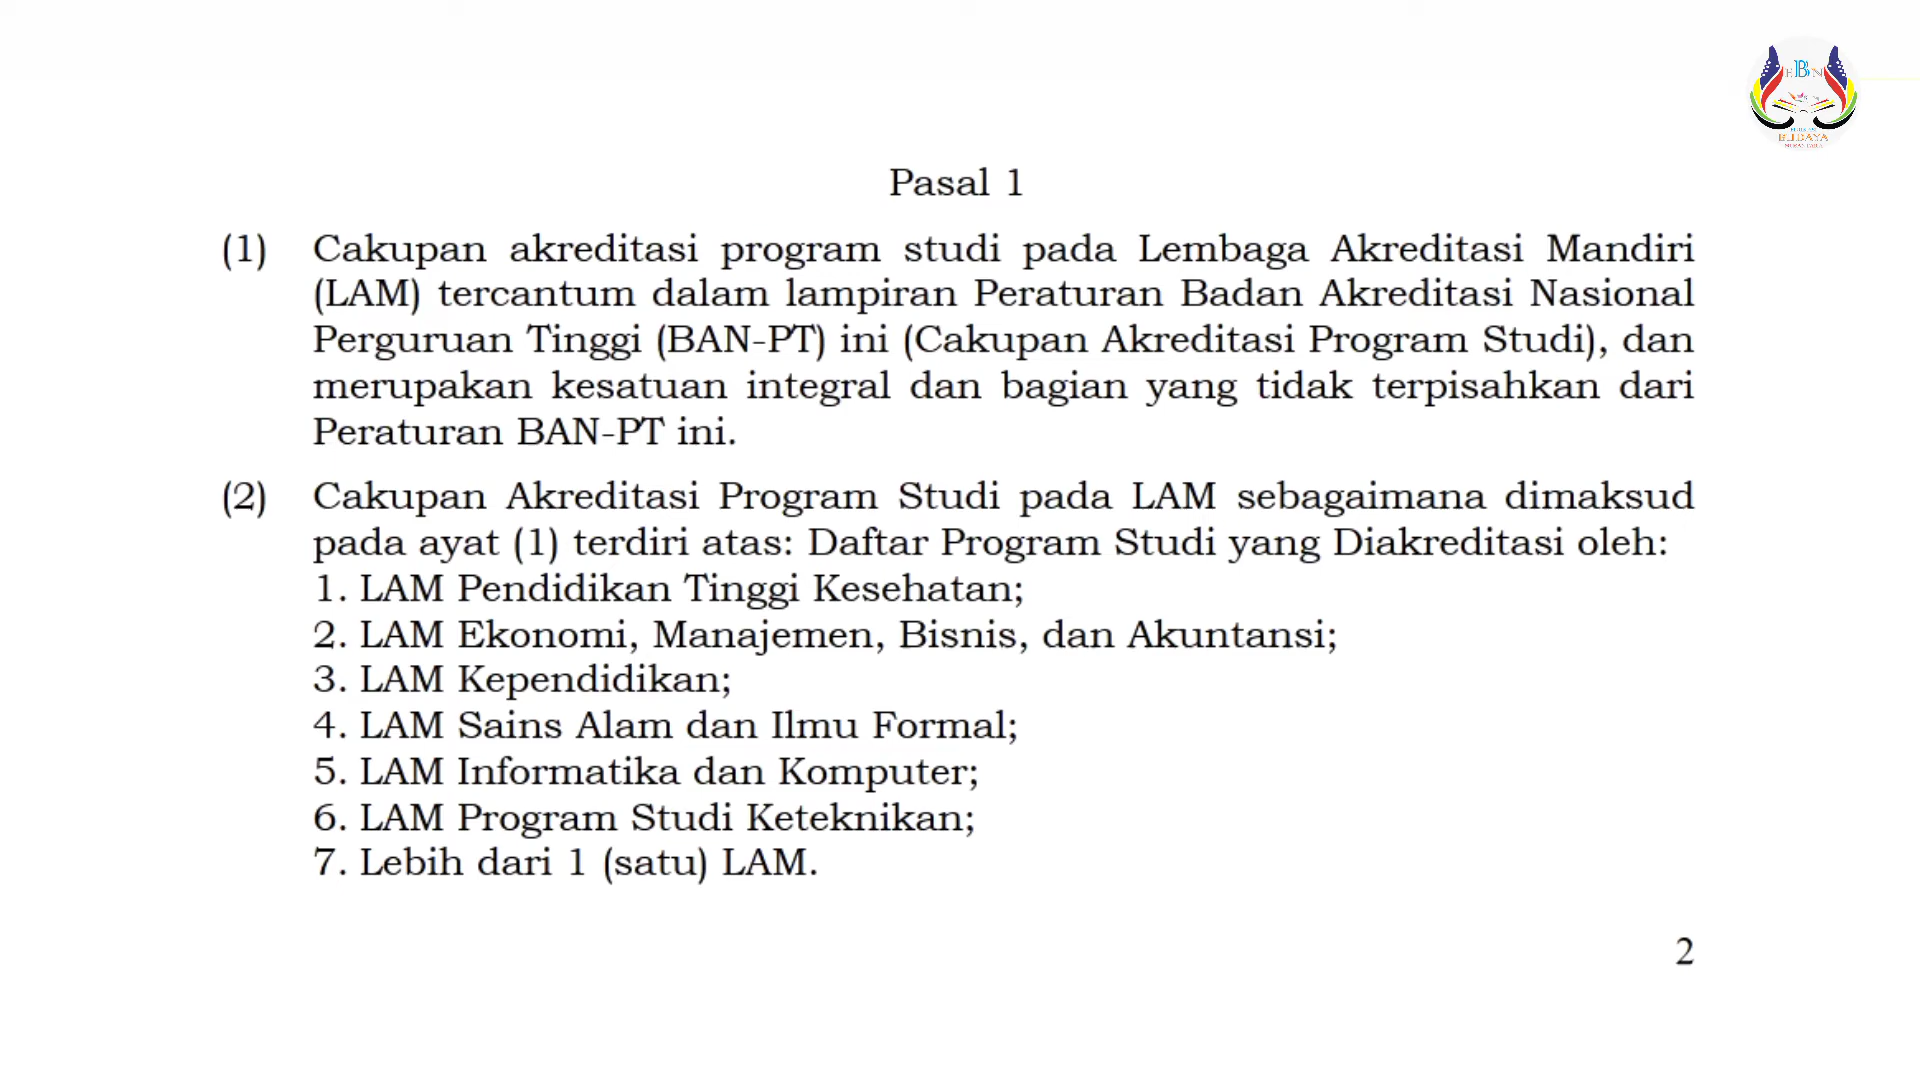 EBN
BUDAYA
Pasal 1
(1) Cakupan akreditasi program studi pada Lembaga Akreditasi Mandiri
(LAM) tercantum dalam lampiran Peraturan Badan Akreditasi Nasional
Perguruan Tinggi (BAN-PT) ini (Cakupan Akreditasi Program Studi), dan
merupakan kesatuan integral dan bagian yang tidak terpisahkan dari
Peraturan BAN-PT ini.
(2) Cakupan Akreditasi Program Studi pada LAM sebagaimana dimaksud
pada ayat (1) terdiri atas: Daftar Program Studi yang Diakreditasi oleh:
1. LAM Pendidikan Tinggi Kesehatan;
2. LAM Ekonomi, Manajemen, Bisnis, dan Akuntansi;
3. LAM Kependidikan;
4. LAM Sains Alam dan Ilmu Formal;
5. LAM Informatika dan Komputer;
6. LAM Program Studi Keteknikan;
7. Lebih dari 1 (satu) LAM.
2